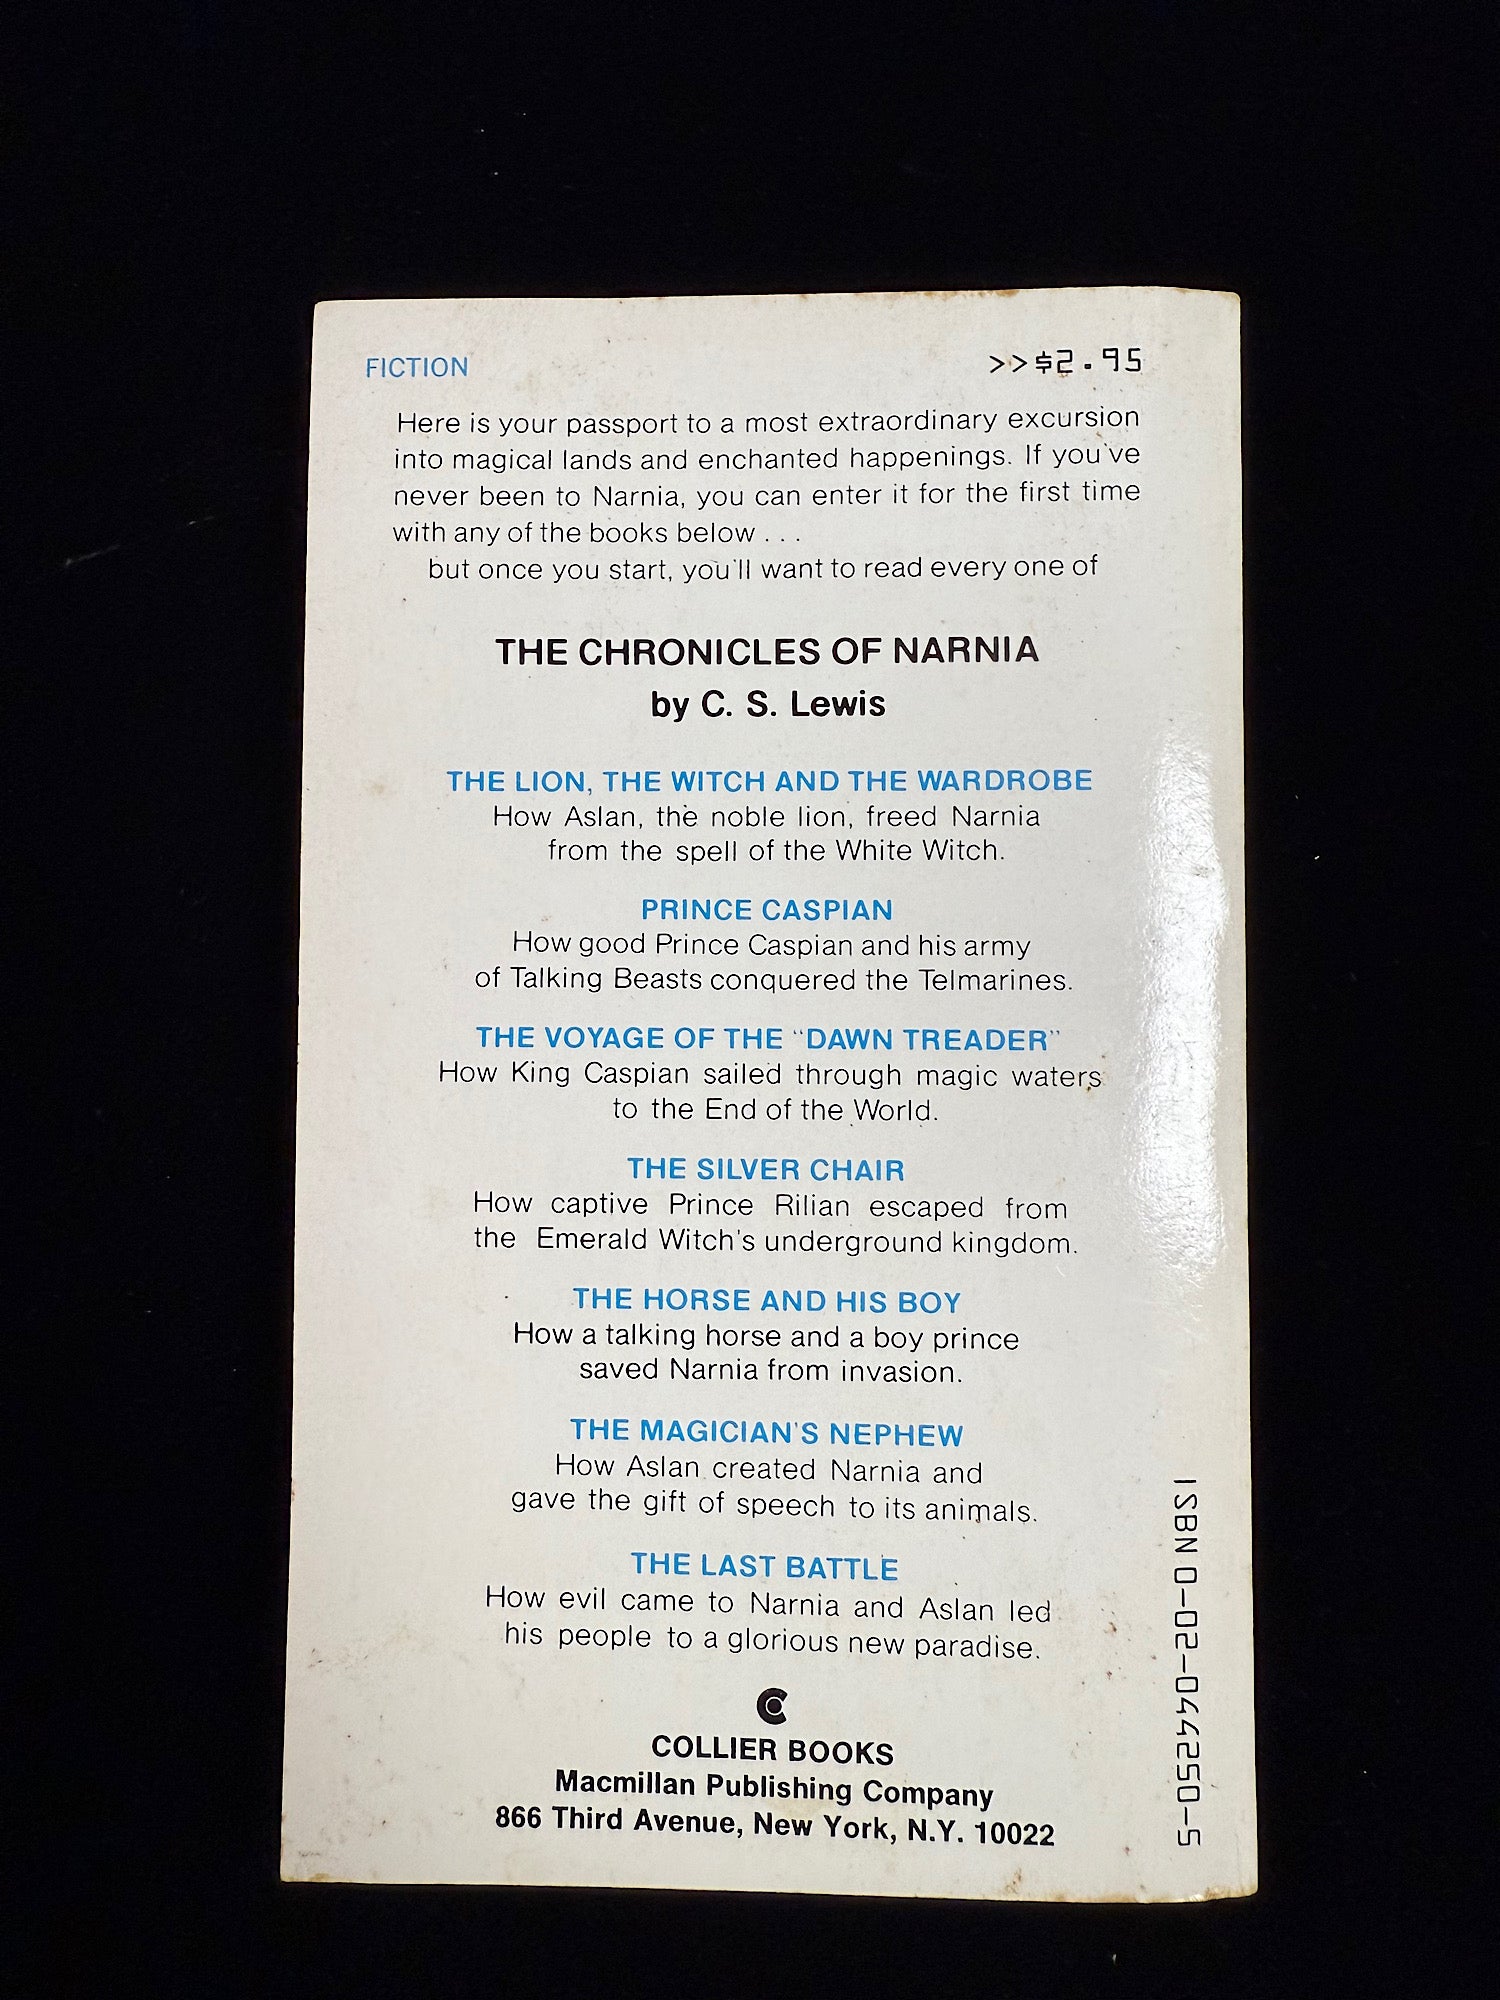 FICTION >>$2.95
Here is your passport to a most extraordinary excursion
into magical lands and enchanted happenings. If you've
never been to Narnia, you can enter it for the first time
with any of the books below . . .
but once you start, you'll want to read every one of
THE CHRONICLES OF NARNIA
by C. S. Lewis
THE LION, THE WITCH AND THE WARDROBE
How Aslan, the noble lion, freed Narnia
from the spell of the White Witch.
PRINCE CASPIAN
How good Prince Caspian and his army
of Talking Beasts conquered the Telmarines.
THE VOYAGE OF THE "DAWN TREADER"
How King Caspian sailed through magic waters
to the End of the World.
THE SILVER CHAIR
How captive Prince Rilian escaped from
the Emerald Witch's underground kingdom.
THE HORSE AND HIS BOY
How a talking horse and a boy prince
saved Narnia from invasion.
THE MAGICIAN'S NEPHEW
How Aslan created Narnia and
gave the gift of speech to its animals.
THE LAST BATTLE
How evil came to Narnia and Aslan led
his people to a glorious new paradise.
COLLIER BOOKS
Macmillan Publishing Company
866 Third Avenue, New York, N.Y. 10022
ISBN 0-02-044250-5